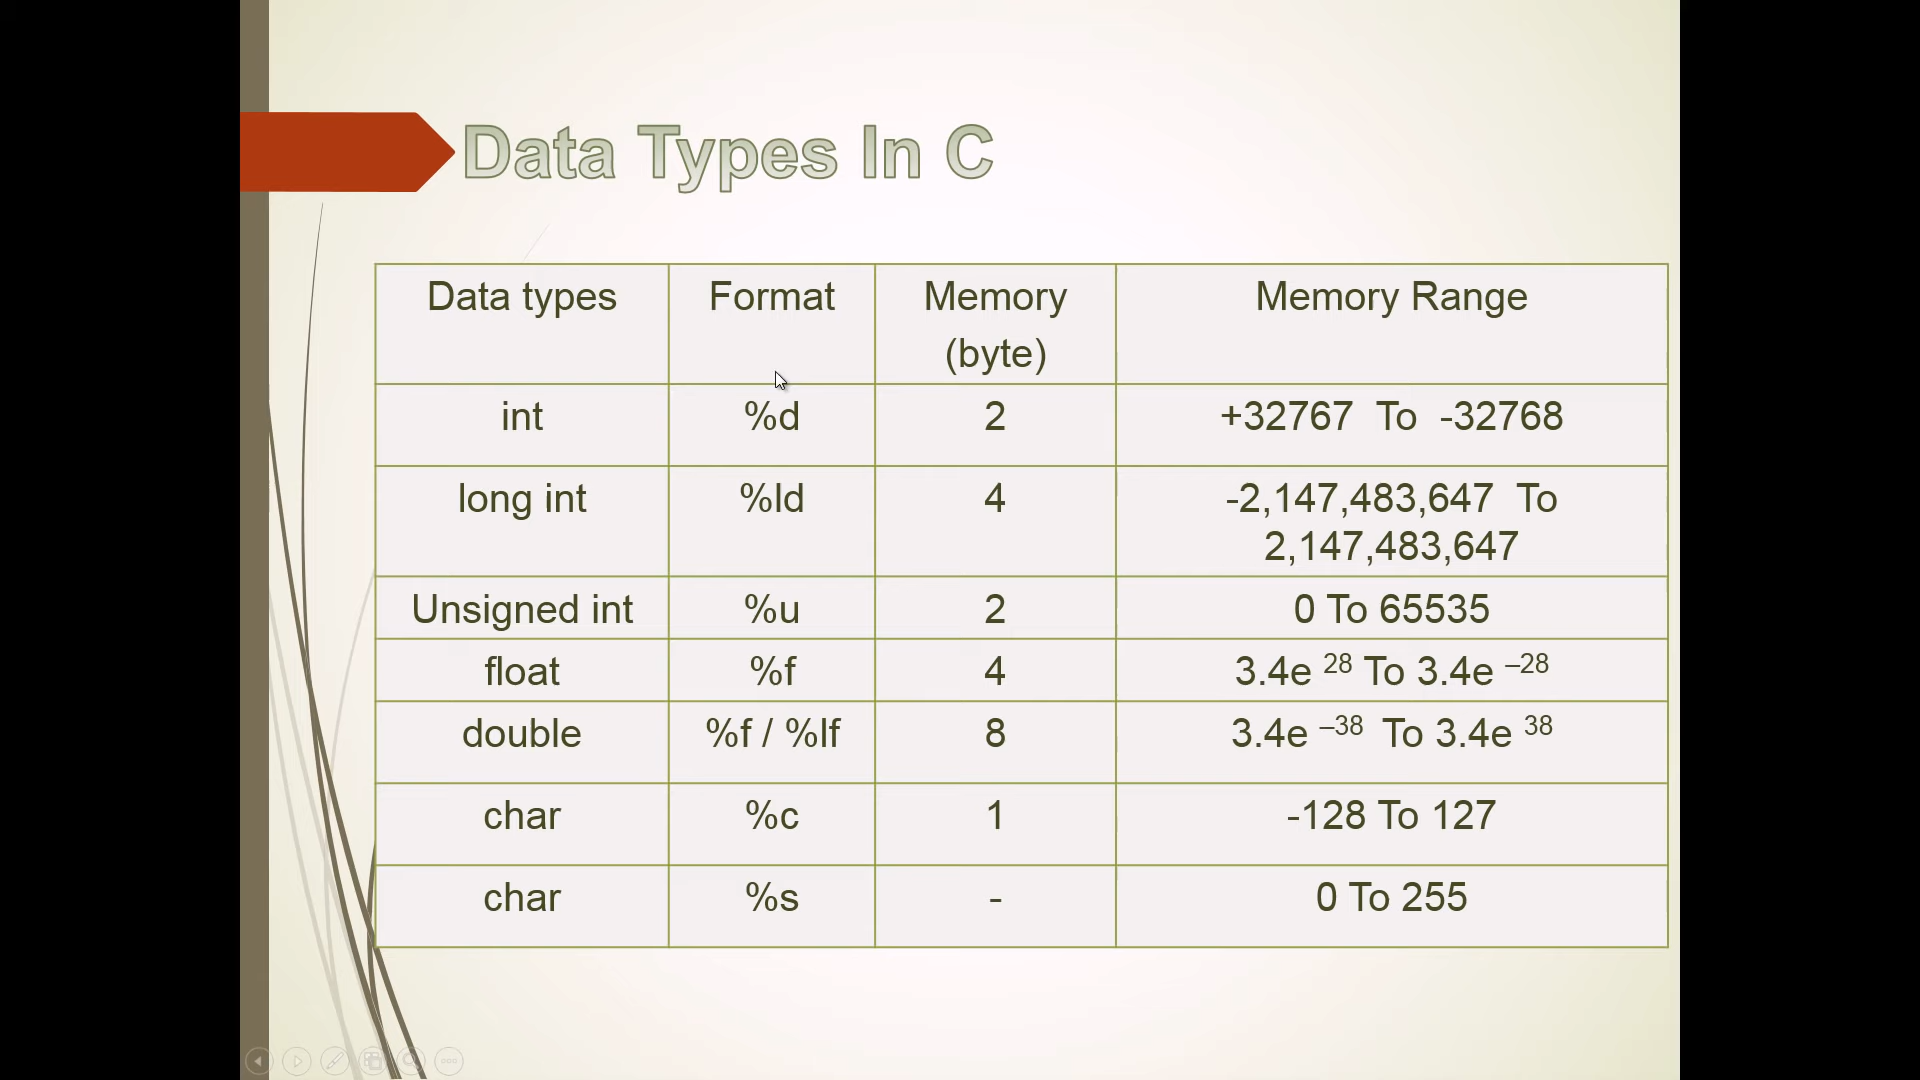 Data Types In C
Data types Format Memory (byte) Memory Range
int %d 2 +32767 To -32768
long int %ld 4 -2,147,483,647 To 2,147,483,647
Unsigned int %u 2 0 To 65535
float %f 4 3.4e 28 To 3.4e –28
double %f / %lf 8 3.4e –38 To 3.4e 38
char %c 1 -128 To 127
char %s - 0 To 255